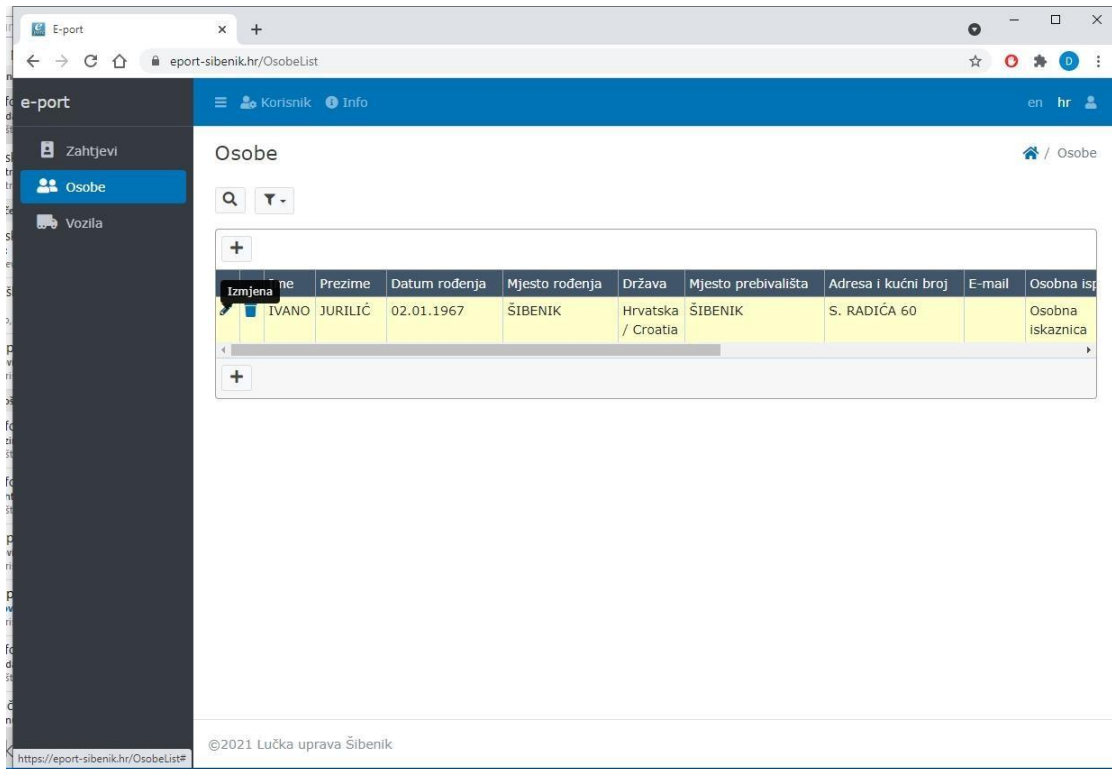 E-port
eport-sibenik.hr/OsobeList
D
e-port
Korisnik Info
en hr
Zahtjevi
Osobe
Vozila
Osobe
/ Osobe
Izmjena
Prezime Datum rođenja Mjesto rođenja Država Mjesto prebivališta Adresa i kućni broj E-mail Osobna isp
IVANO JURILIĆ 02.01.1967 ŠIBENIK Hrvatska ŠIBENIK S. RADIĆA 60 Osobna
/ Croatia iskaznica
©2021 Lučka uprava Šibenik
https://eport-sibenik.hr/OsobeList#